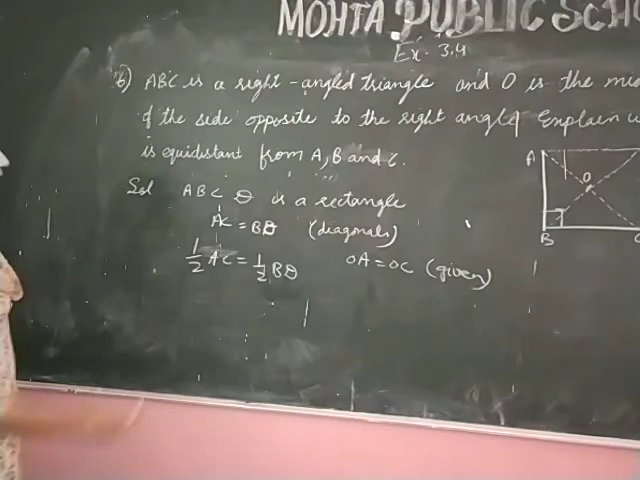 MOHTA PUBLIC SCHO
Ex- 3.4
6) ABC is a right-angled triangle and O is the mid
of the side opposite to the right angle. Explain w
is equidistant from A, B and C.
Sol ABCD is a rectangle
AC = BD (diagonals)
1/2 AC = 1/2 BD OA = OC (given)
A
O
B
C